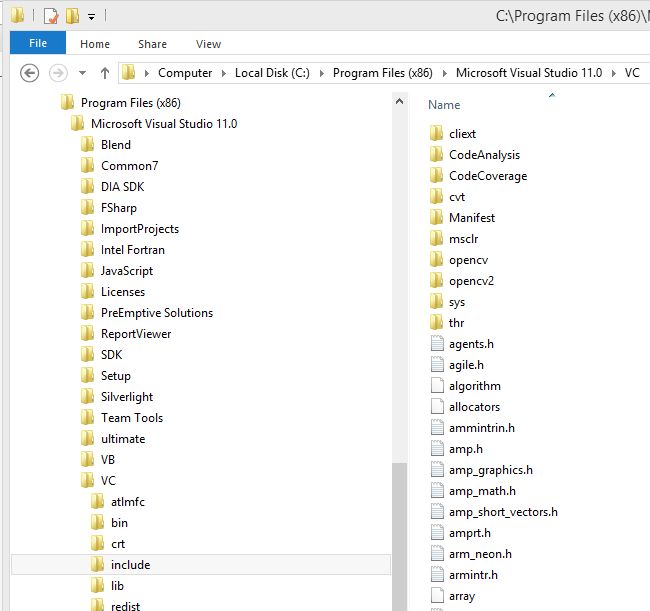 C:\Program Files (x86)\
File Home Share View
Computer Local Disk (C:) Program Files (x86) Microsoft Visual Studio 11.0 VC
Program Files (x86)
Microsoft Visual Studio 11.0
Blend
Common7
DIA SDK
FSharp
ImportProjects
Intel Fortran
JavaScript
Licenses
PreEmptive Solutions
ReportViewer
SDK
Setup
Silverlight
Team Tools
ultimate
VB
VC
atlmfc
bin
crt
include
lib
redist
Name
cliext
CodeAnalysis
CodeCoverage
cvt
Manifest
msclr
opencv
opencv2
sys
thr
agents.h
agile.h
algorithm
allocators
ammintrin.h
amp.h
amp_graphics.h
amp_math.h
amp_short_vectors.h
amprt.h
arm_neon.h
armintr.h
array